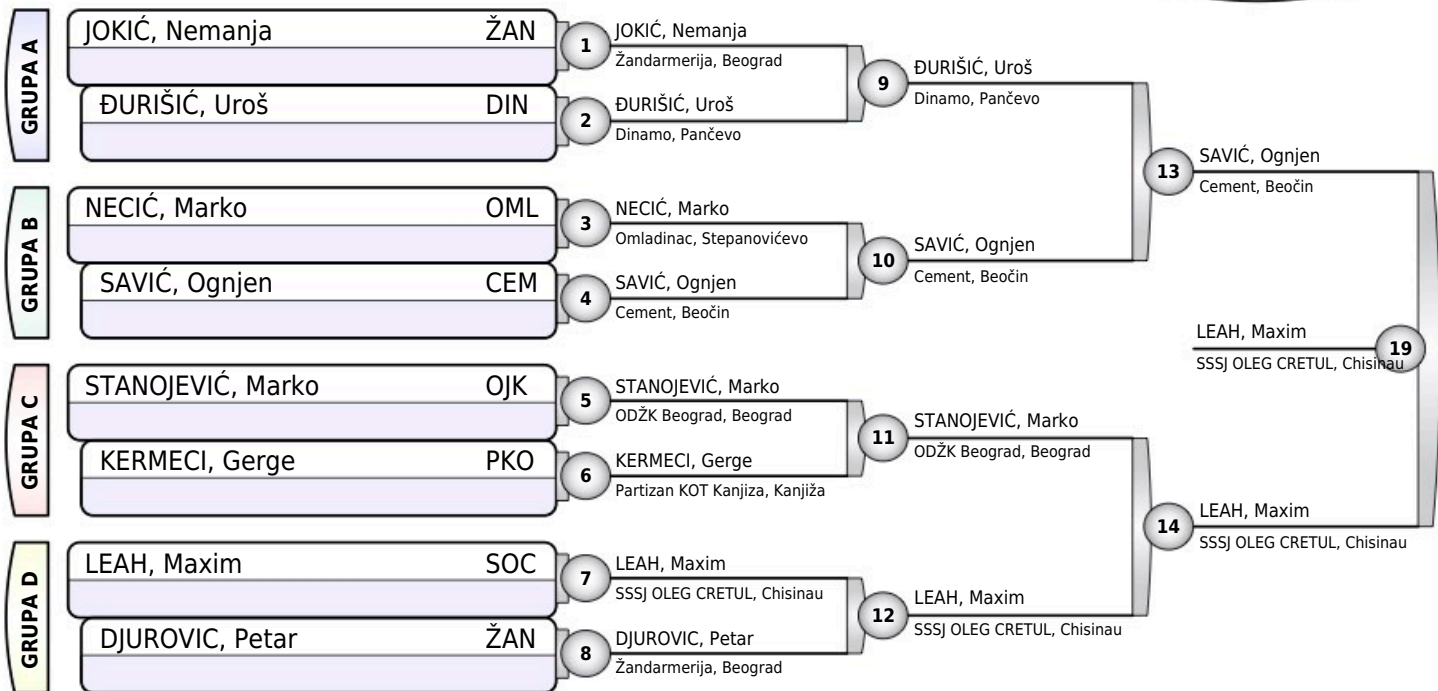 GRUPA A
JOKIĆ, Nemanja ŽAN
ĐURIŠIĆ, Uroš DIN
GRUPA B
NECIĆ, Marko OML
SAVIĆ, Ognjen CEM
GRUPA C
STANOJEVIĆ, Marko OJK
KERMECI, Gerge PKO
GRUPA D
LEAH, Maxim SOC
DJUROVIC, Petar ŽAN
1
JOKIĆ, Nemanja
Žandarmerija, Beograd
2
ĐURIŠIĆ, Uroš
Dinamo, Pančevo
3
NECIĆ, Marko
Omladinac, Stepanovićevo
4
SAVIĆ, Ognjen
Cement, Beočin
5
STANOJEVIĆ, Marko
ODŽK Beograd, Beograd
6
KERMECI, Gerge
Partizan KOT Kanjiza, Kanjiža
7
LEAH, Maxim
SSSJ OLEG CRETUL, Chisinau
8
DJUROVIC, Petar
Žandarmerija, Beograd
9
ĐURIŠIĆ, Uroš
Dinamo, Pančevo
10
SAVIĆ, Ognjen
Cement, Beočin
11
STANOJEVIĆ, Marko
ODŽK Beograd, Beograd
12
LEAH, Maxim
SSSJ OLEG CRETUL, Chisinau
13
SAVIĆ, Ognjen
Cement, Beočin
14
LEAH, Maxim
SSSJ OLEG CRETUL, Chisinau
LEAH, Maxim
19
SSSJ OLEG CRETUL, Chisinau